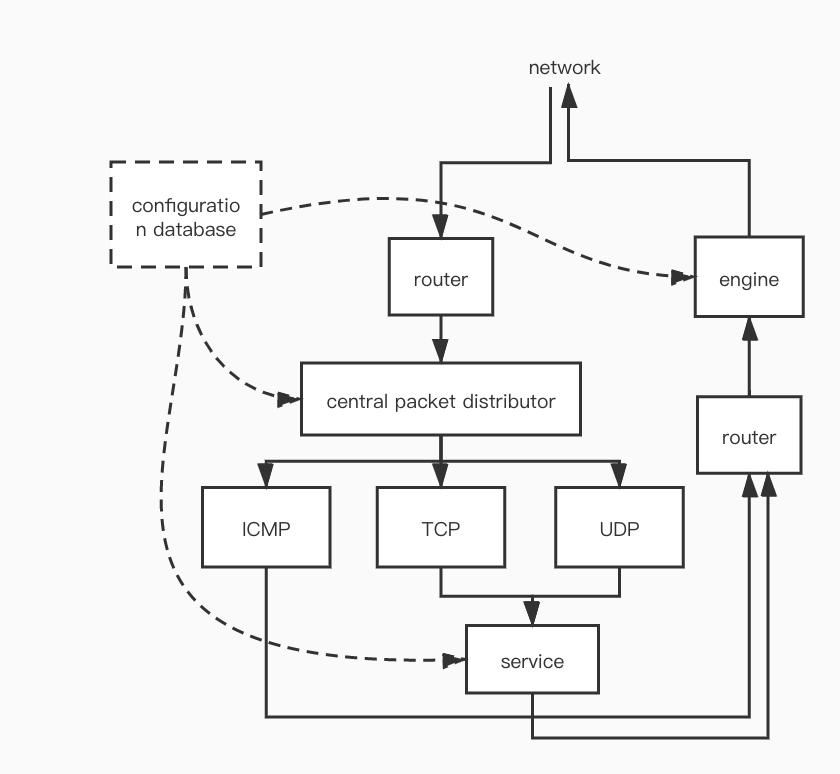 network
configuratio
n database
router
engine
central packet distributor
router
ICMP
TCP
UDP
service